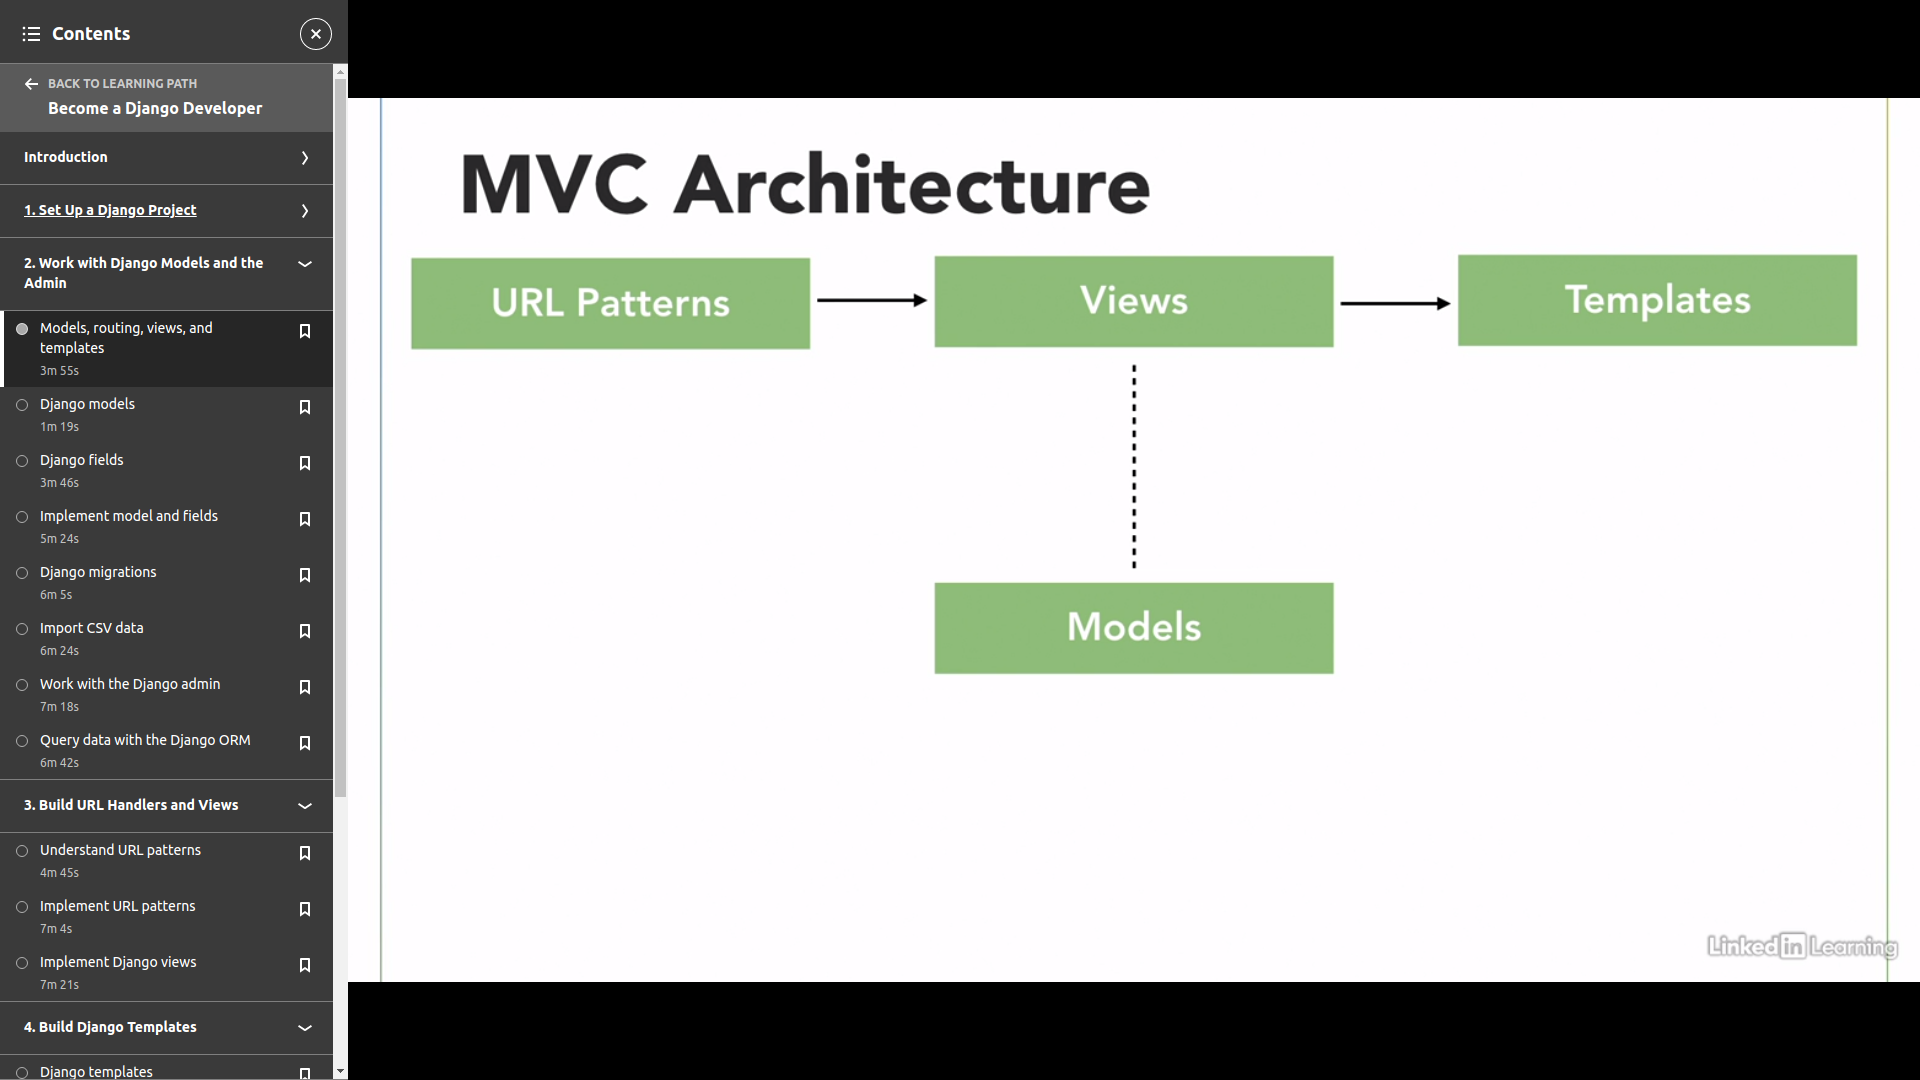 Contents
BACK TO LEARNING PATH
Become a Django Developer
Introduction
1. Set Up a Django Project
2. Work with Django Models and the
Admin
Models, routing, views, and
templates
3m 55s
Django models
1m 19s
Django fields
3m 46s
Implement model and fields
5m 24s
Django migrations
6m 5s
Import CSV data
6m 24s
Work with the Django admin
7m 18s
Query data with the Django ORM
6m 42s
3. Build URL Handlers and Views
Understand URL patterns
4m 45s
Implement URL patterns
7m 4s
Implement Django views
7m 21s
4. Build Django Templates
Django templates
MVC Architecture
URL Patterns
Views
Templates
Models
Linked in Learning